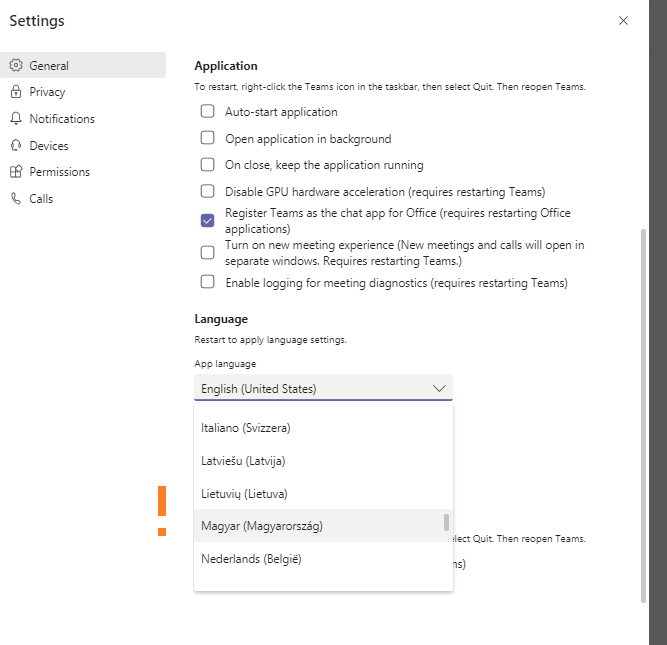 Settings
General
Privacy
Notifications
Devices
Permissions
Calls
Application
To restart, right-click the Teams icon in the taskbar, then select Quit. Then reopen Teams.
Auto-start application
Open application in background
On close, keep the application running
Disable GPU hardware acceleration (requires restarting Teams)
Register Teams as the chat app for Office (requires restarting Office
applications)
Turn on new meeting experience (New meetings and calls will open in
separate windows. Requires restarting Teams.)
Enable logging for meeting diagnostics (requires restarting Teams)
Language
Restart to apply language settings.
App language
English (United States)
Italiano (Svizzera)
Latviešu (Latvija)
Lietuvių (Lietuva)
Magyar (Magyarország)
Nederlands (België)
Quit. Then reopen Teams.